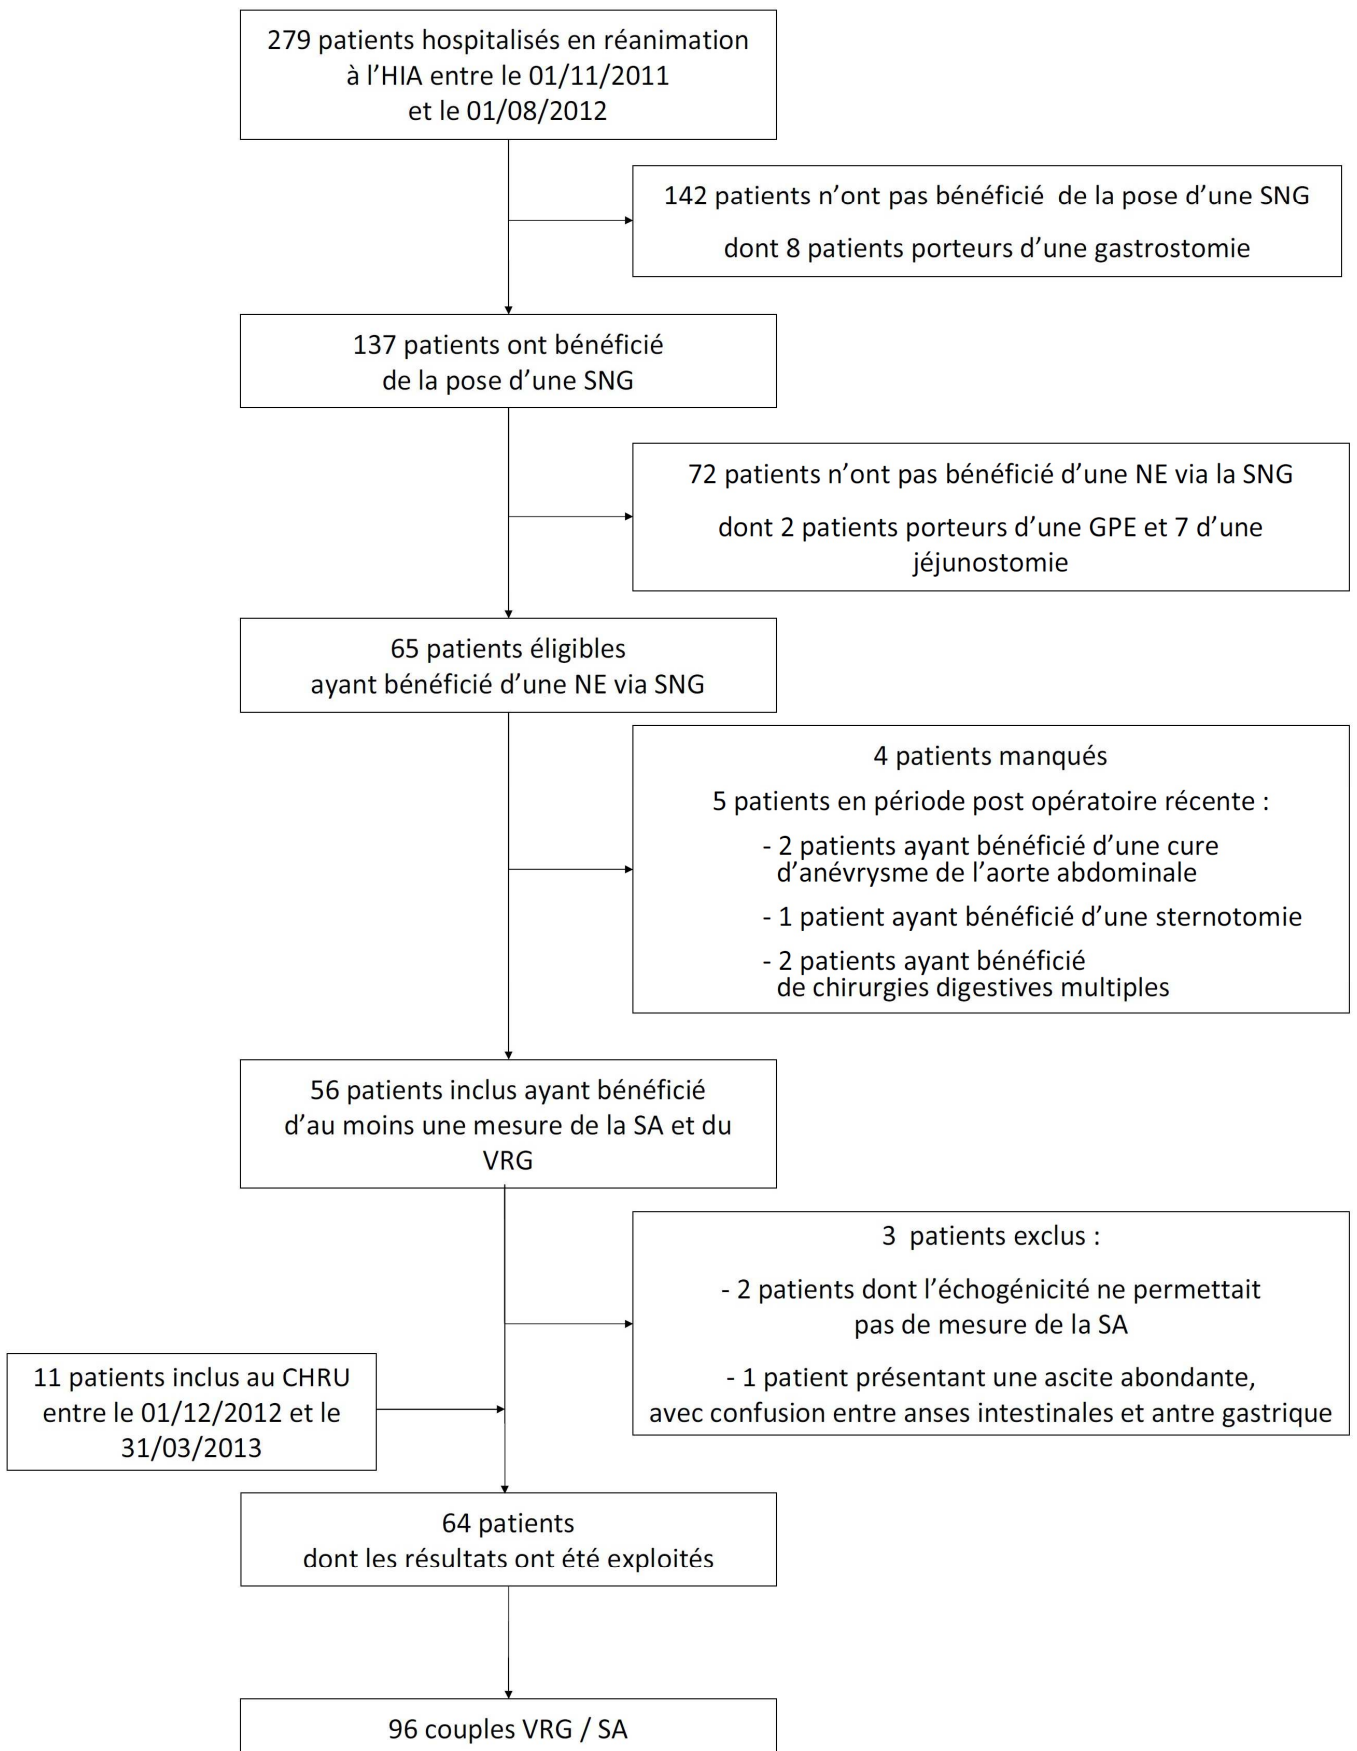 279 patients hospitalisés en réanimation
à l’HIA entre le 01/11/2011
et le 01/08/2012
142 patients n’ont pas bénéficié de la pose d’une SNG
dont 8 patients porteurs d’une gastrostomie
137 patients ont bénéficié
de la pose d’une SNG
72 patients n’ont pas bénéficié d’une NE via la SNG
dont 2 patients porteurs d’une GPE et 7 d’une
jéjunostomie
65 patients éligibles
ayant bénéficié d’une NE via SNG
4 patients manqués
5 patients en période post opératoire récente :
- 2 patients ayant bénéficié d’une cure
d’anévrysme de l’aorte abdominale
- 1 patient ayant bénéficié d’une sternotomie
- 2 patients ayant bénéficié
de chirurgies digestives multiples
56 patients inclus ayant bénéficié
d’au moins une mesure de la SA et du
VRG
3 patients exclus :
- 2 patients dont l’échogénicité ne permettait
pas de mesure de la SA
- 1 patient présentant une ascite abondante,
avec confusion entre anses intestinales et antre gastrique
11 patients inclus au CHRU
entre le 01/12/2012 et le
31/03/2013
64 patients
dont les résultats ont été exploités
96 couples VRG / SA